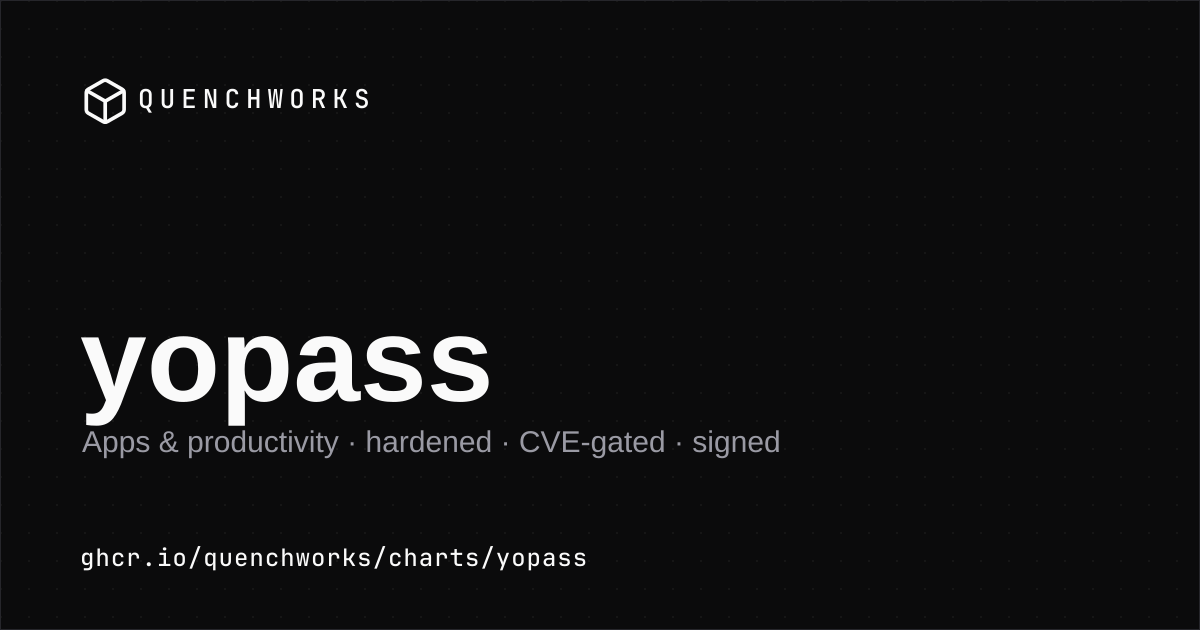 QUENCHWORKS
yopass
Apps & productivity · hardened · CVE-gated · signed
ghcr.io/quenchworks/charts/yopass